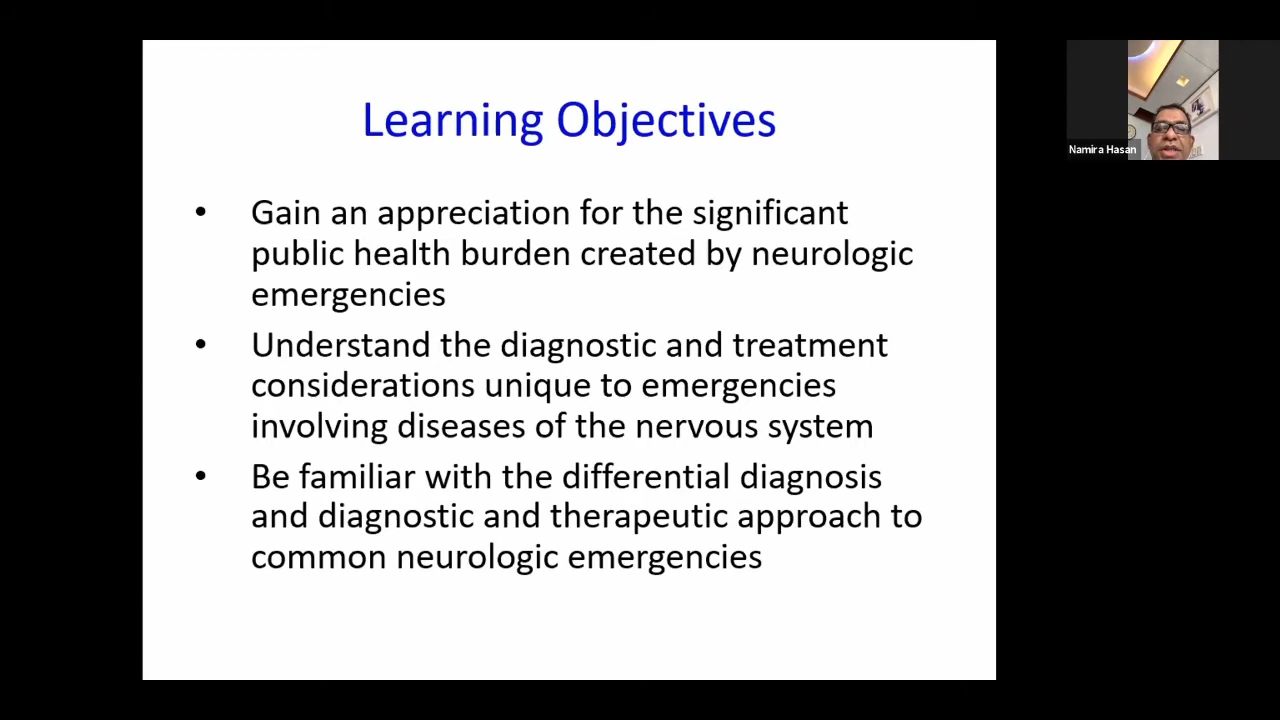 Learning Objectives
• Gain an appreciation for the significant
public health burden created by neurologic
emergencies
• Understand the diagnostic and treatment
considerations unique to emergencies
involving diseases of the nervous system
• Be familiar with the differential diagnosis
and diagnostic and therapeutic approach to
common neurologic emergencies
Namira Hasan